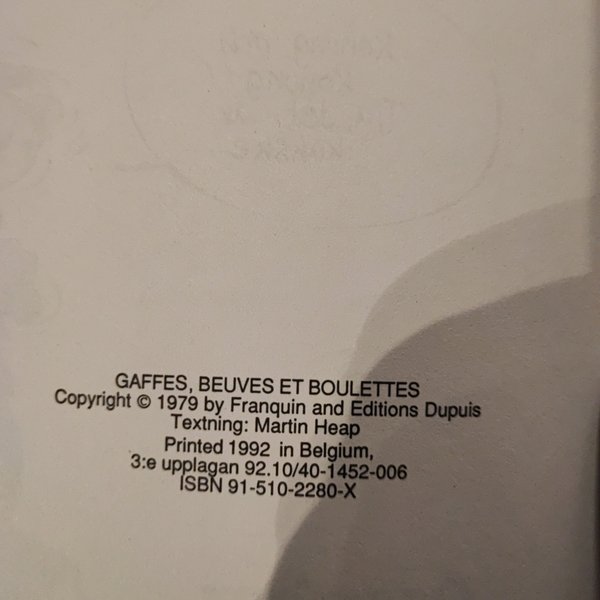 GAFFES, BEUVES ET BOULETTES
Copyright © 1979 by Franquin and Editions Dupuis
Textning: Martin Heap
Printed 1992 in Belgium,
3:e upplagan 92.10/40-1452-006
ISBN 91-510-2280-X